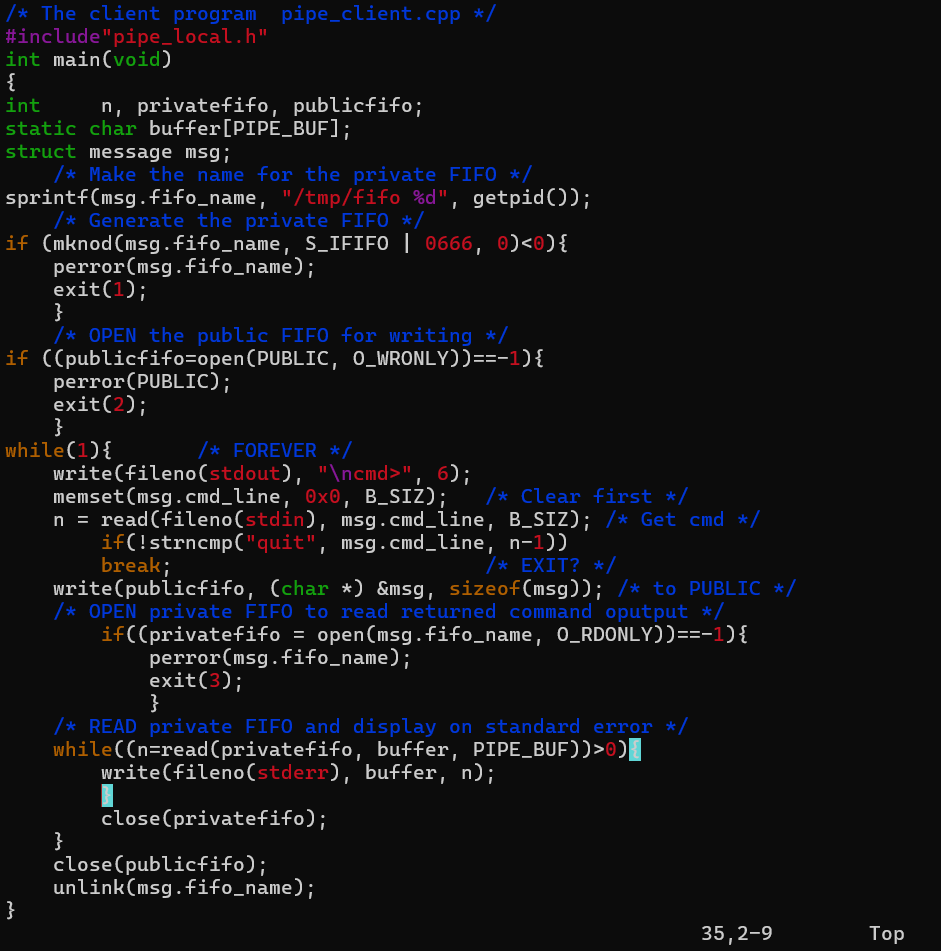 /* The client program  pipe_client.cpp */
#include"pipe_local.h"
int main(void)
{
int     n, privatefifo, publicfifo;
static char buffer[PIPE_BUF];
struct message msg;
    /* Make the name for the private FIFO */
sprintf(msg.fifo_name, "/tmp/fifo %d", getpid());
    /* Generate the private FIFO */
if (mknod(msg.fifo_name, S_IFIFO | 0666, 0)<0){
    perror(msg.fifo_name);
    exit(1);
    }
    /* OPEN the public FIFO for writing */
if ((publicfifo=open(PUBLIC, O_WRONLY))==-1){
    perror(PUBLIC);
    exit(2);
    }
while(1){       /* FOREVER */
    write(fileno(stdout), "\ncmd>", 6);
    memset(msg.cmd_line, 0x0, B_SIZ);   /* Clear first */
    n = read(fileno(stdin), msg.cmd_line, B_SIZ); /* Get cmd */
        if(!strncmp("quit", msg.cmd_line, n-1))
        break;                          /* EXIT? */
    write(publicfifo, (char *) &msg, sizeof(msg)); /* to PUBLIC */
    /* OPEN private FIFO to read returned command oputput */
        if((privatefifo = open(msg.fifo_name, O_RDONLY))==-1){
            perror(msg.fifo_name);
            exit(3);
            }
    /* READ private FIFO and display on standard error */
    while((n=read(privatefifo, buffer, PIPE_BUF))>0){
        write(fileno(stderr), buffer, n);
        }
        close(privatefifo);
    }
    close(publicfifo);
    unlink(msg.fifo_name);
}
35,2-9        Top